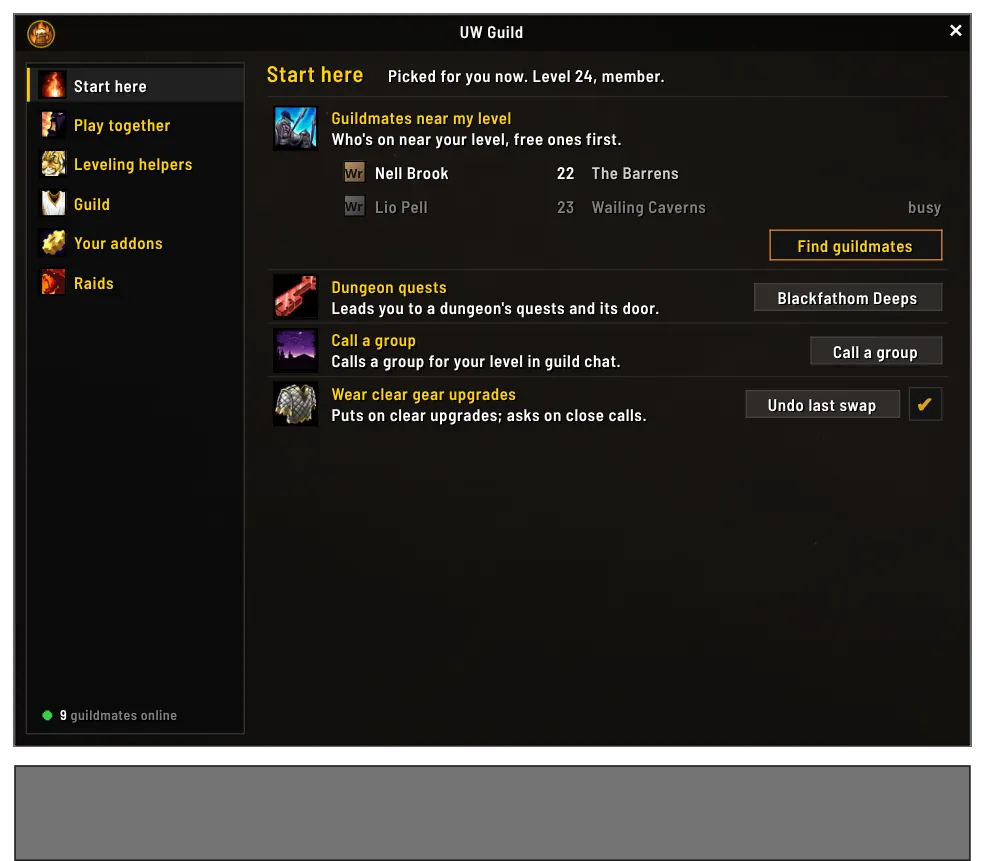 UW Guild
Start here
Play together
Leveling helpers
Guild
Your addons
Raids
9 guildmates online
Start here Picked for you now. Level 24, member.
Guildmates near my level
Who's on near your level, free ones first.
Wr Nell Brook 22 The Barrens
Wr Lio Pell 23 Wailing Caverns busy
Find guildmates
Dungeon quests
Leads you to a dungeon's quests and its door.
Blackfathom Deeps
Call a group
Calls a group for your level in guild chat.
Call a group
Wear clear gear upgrades
Puts on clear upgrades; asks on close calls.
Undo last swap